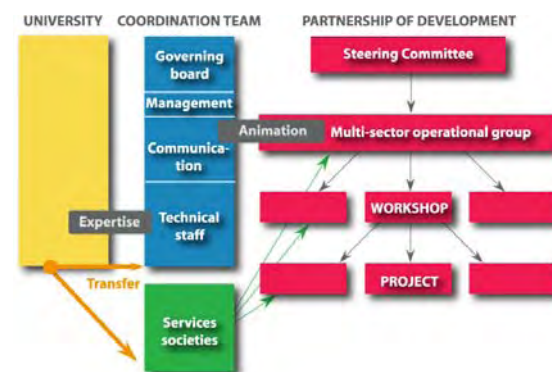 UNIVERSITY
COORDINATION TEAM
PARTNERSHIP OF DEVELOPMENT
Governing
board
Management
Communica-
tion
Technical
staff
Services
societies
Expertise
Transfer
Animation
Steering Committee
Multi-sector operational group
WORKSHOP
PROJECT